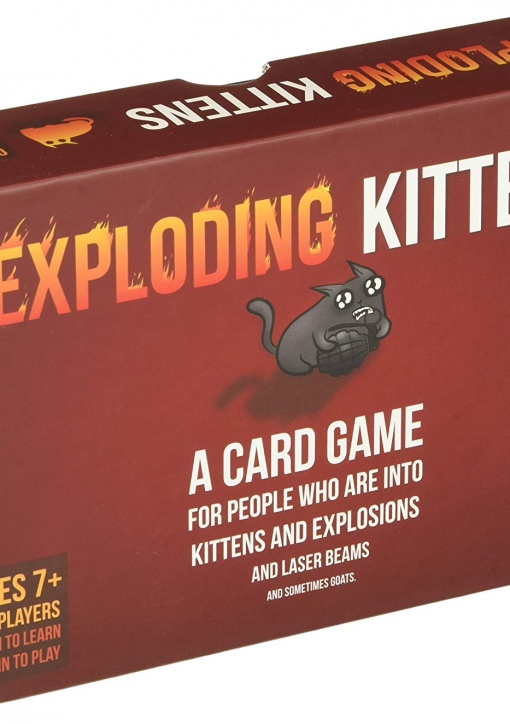 PLODING
KITTENS
EXPLODING KITTE
A CARD GAME
FOR PEOPLE WHO ARE INTO
KITTENS AND EXPLOSIONS
AND LASER BEAMS
AND SOMETIMES GOATS.
ES 7+
PLAYERS
TO LEARN
IN TO PLAY